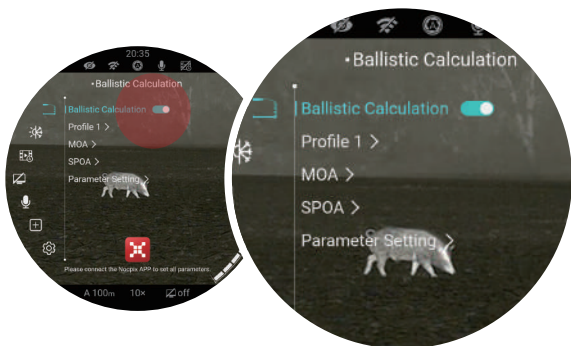 20:35
•Ballistic Calculation
Ballistic Calculation
Profile 1 >
MOA >
SPOA >
Parameter Setting >
Please connect the Nocpix APP to set all parameters.
A 100m 10× off
•Ballistic Calculation
Ballistic Calculation
Profile 1 >
MOA >
SPOA >
Parameter Setting >